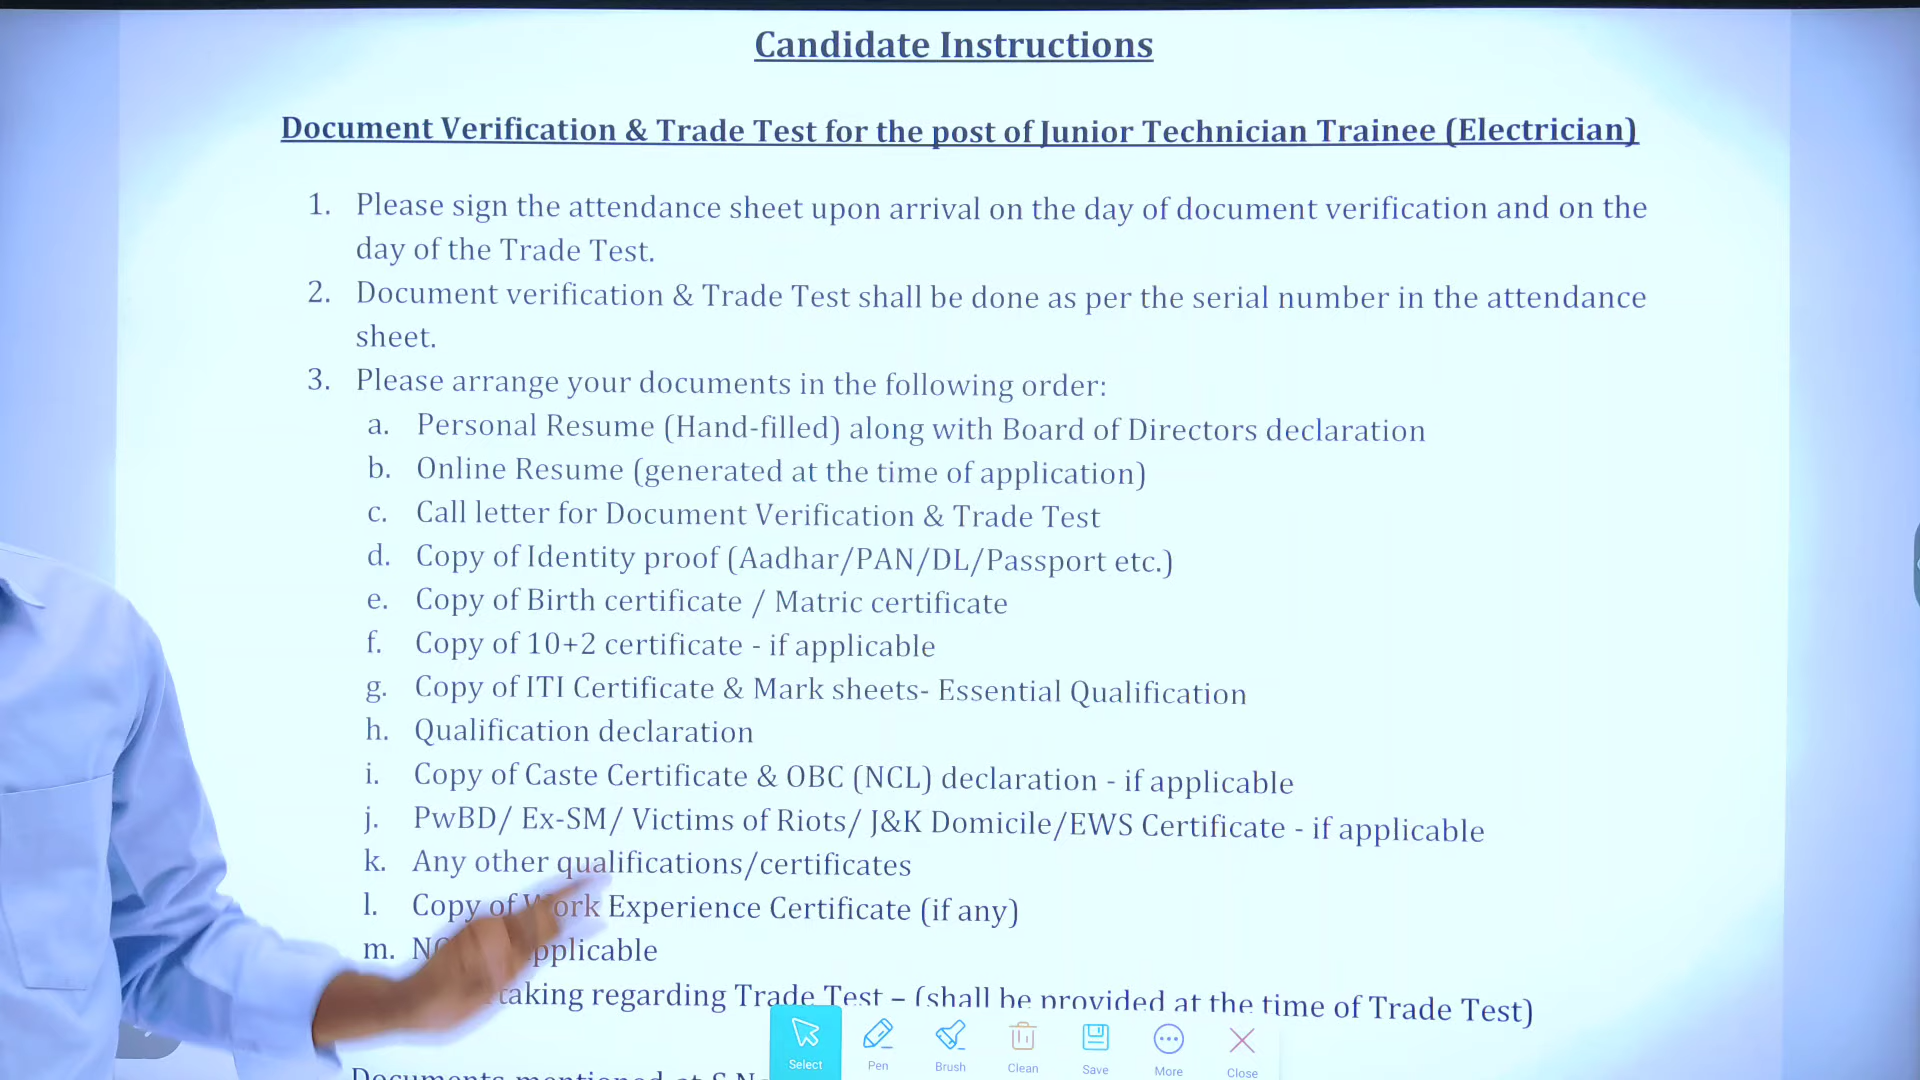 Candidate Instructions
Document Verification & Trade Test for the post of Junior Technician Trainee (Electrician)
1. Please sign the attendance sheet upon arrival on the day of document verification and on the
day of the Trade Test.
2. Document verification & Trade Test shall be done as per the serial number in the attendance
sheet.
3. Please arrange your documents in the following order:
a. Personal Resume (Hand-filled) along with Board of Directors declaration
b. Online Resume (generated at the time of application)
c. Call letter for Document Verification & Trade Test
d. Copy of Identity proof (Aadhar/PAN/DL/Passport etc.)
e. Copy of Birth certificate / Matric certificate
f. Copy of 10+2 certificate - if applicable
g. Copy of ITI Certificate & Mark sheets- Essential Qualification
h. Qualification declaration
i. Copy of Caste Certificate & OBC (NCL) declaration - if applicable
j. PwBD/ Ex-SM/ Victims of Riots/ J&K Domicile/EWS Certificate - if applicable
k. Any other qualifications/certificates
l. Copy of Work Experience Certificate (if any)
m. applicable
regarding Trade Test – (shall be provided at the time of Trade Test)
Documents mentioned at
Select Pen Brush Clean Save More Close